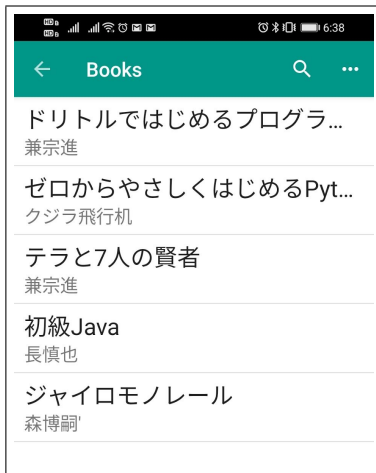 6:38
Books
ドリトルではじめるプログラ...
兼宗進
ゼロからやさしくはじめるPyt...
クジラ飛行机
テラと7人の賢者
兼宗進
初級Java
長慎也
ジャイロモノレール
森博嗣'